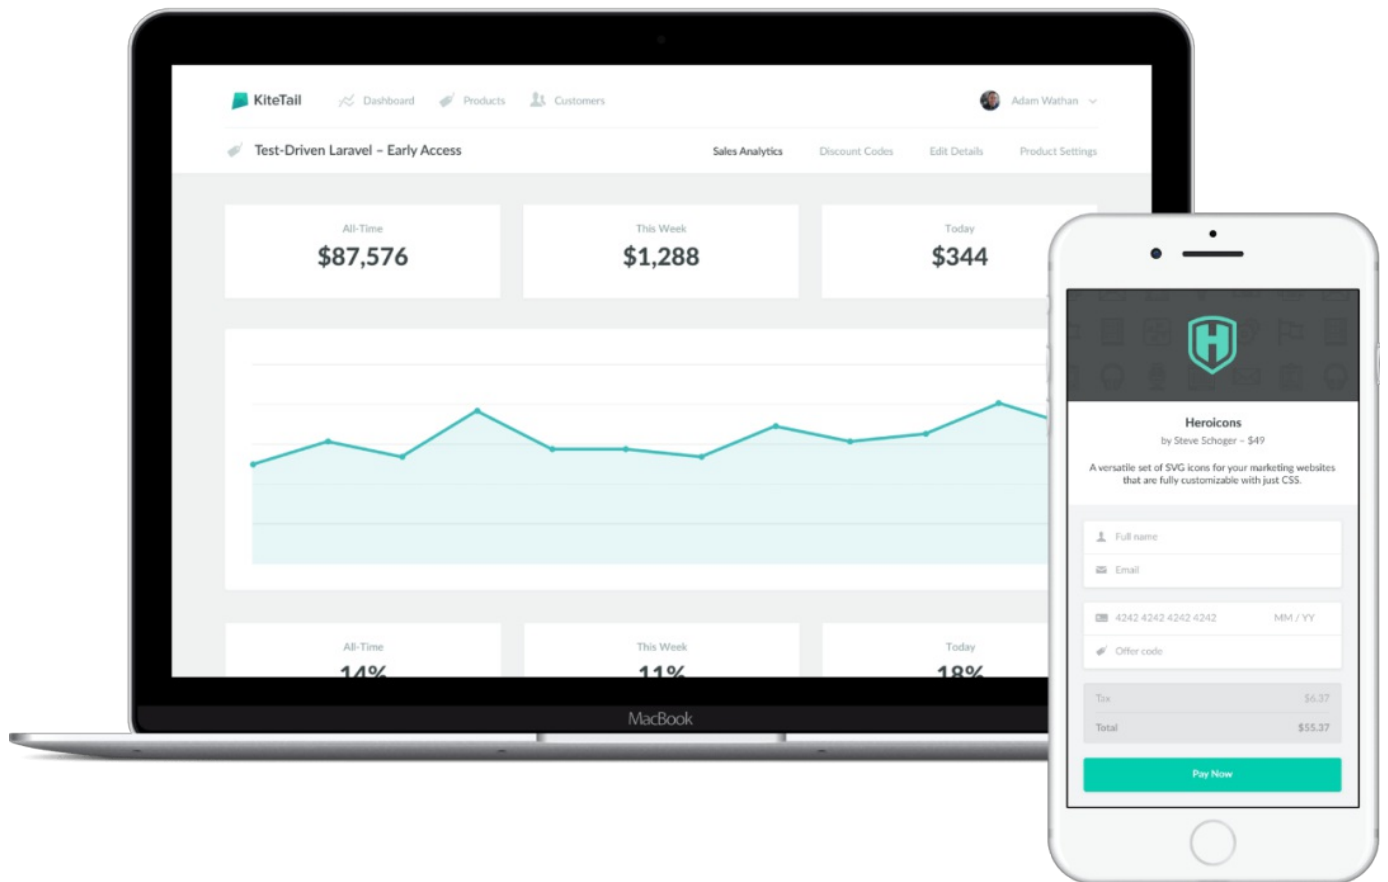 KiteTail
Dashboard
Products
Customers
Adam Wathan
Test-Driven Laravel – Early Access
Sales Analytics
Discount Codes
Edit Details
Product Settings
All-Time
$87,576
This Week
$1,288
Today
$344
All-Time
14%
This Week
11%
Today
18%
MacBook
H
Heroicons
by Steve Schoger – $49
A versatile set of SVG icons for your marketing websites
that are fully customizable with just CSS.
Full name
Email
4242 4242 4242 4242 MM / YY
Offer code
Tax $6.37
Total $55.37
Pay Now